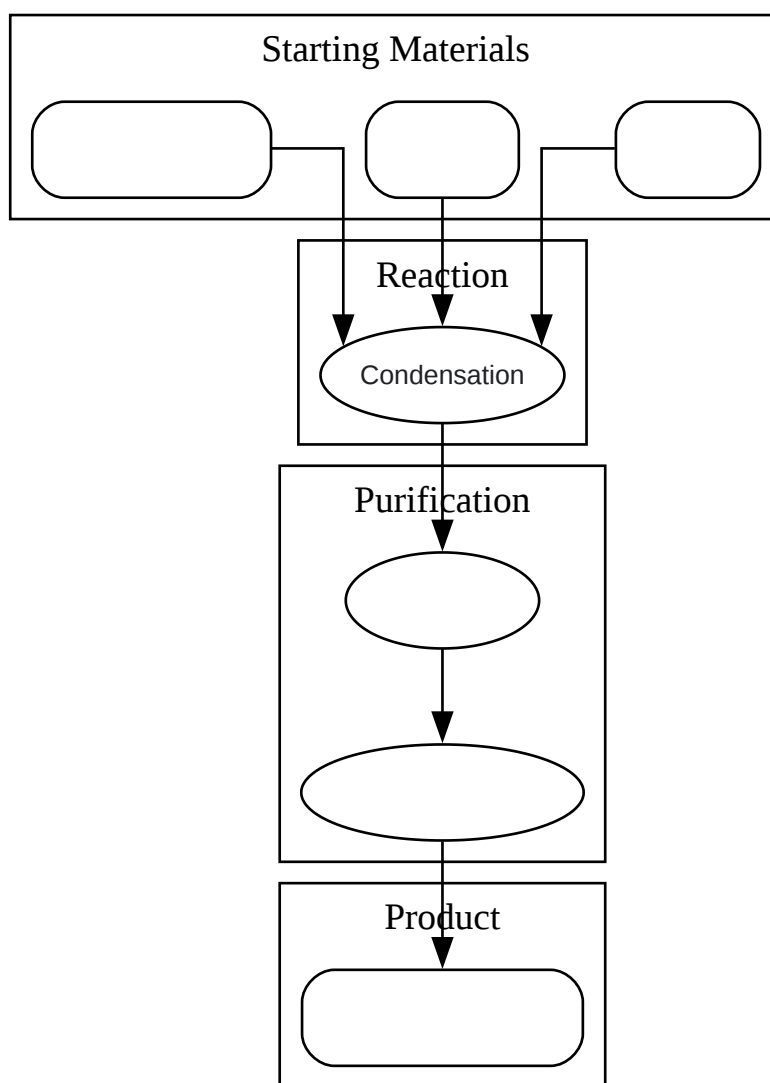 Starting Materials
Reaction
Condensation
Purification
Product